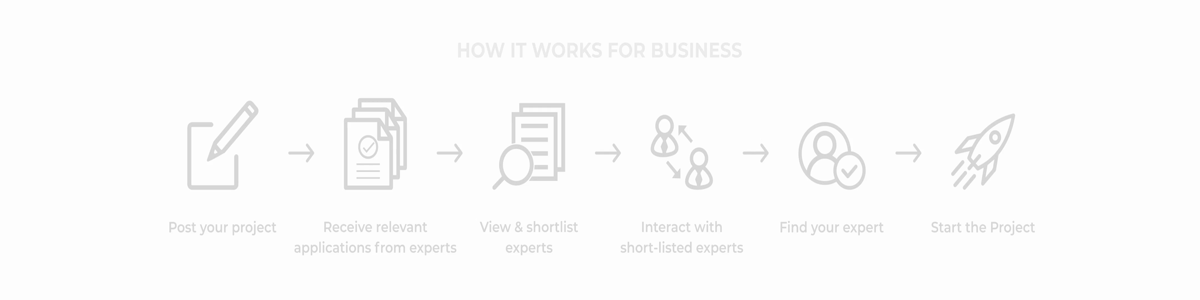 HOW IT WORKS FOR BUSINESS
Post your project
Receive relevant
applications from experts
View & shortlist
experts
Interact with
short-listed experts
Find your expert
Start the Project